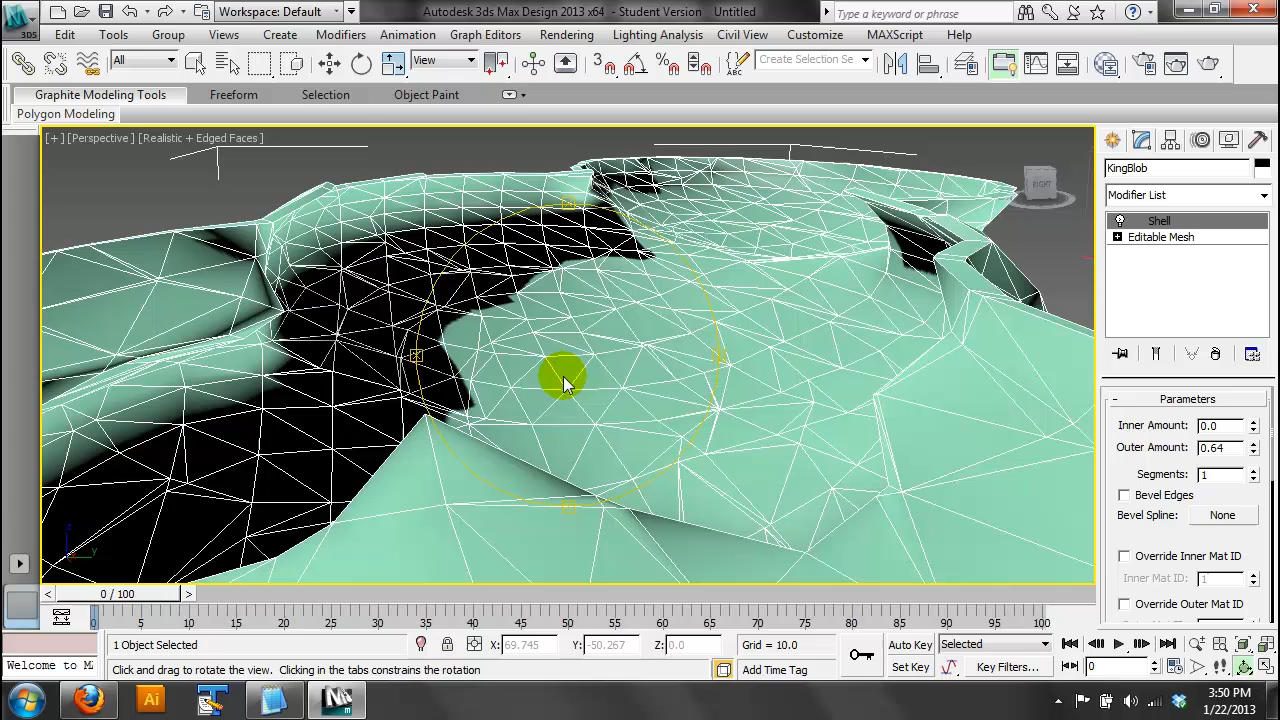 Workspace: Default
Autodesk 3ds Max Design 2013 x64 - Student Version Untitled
Type a keyword or phrase
3DS
Edit Tools Group Views Create Modifiers Animation Graph Editors Rendering Lighting Analysis Civil View Customize MAXScript Help
All View 3 Create Selection Se
Graphite Modeling Tools Freeform Selection Object Paint
Polygon Modeling
[+] [Perspective] [Realistic + Edged Faces]
RIGHT
KingBlob
Modifier List
Shell
Editable Mesh
Parameters
Inner Amount: 0.0
Outer Amount: 0.64
Segments: 1
Bevel Edges
Bevel Spline: None
Override Inner Mat ID
Inner Mat ID: 1
Override Outer Mat ID
z
y
< 0 / 100 >
0 5 10 15 20 25 30 35 40 45 50 55 60 65 70 75 80 85 90 95 100
1 Object Selected X: 69.745 Y: -50.267 Z: 0.0 Grid = 10.0 Auto Key Selected
Welcome to M
Click and drag to rotate the view. Clicking in the tabs constrains the rotation
Add Time Tag Set Key Key Filters... 0
Ai
3:50 PM
1/22/2013